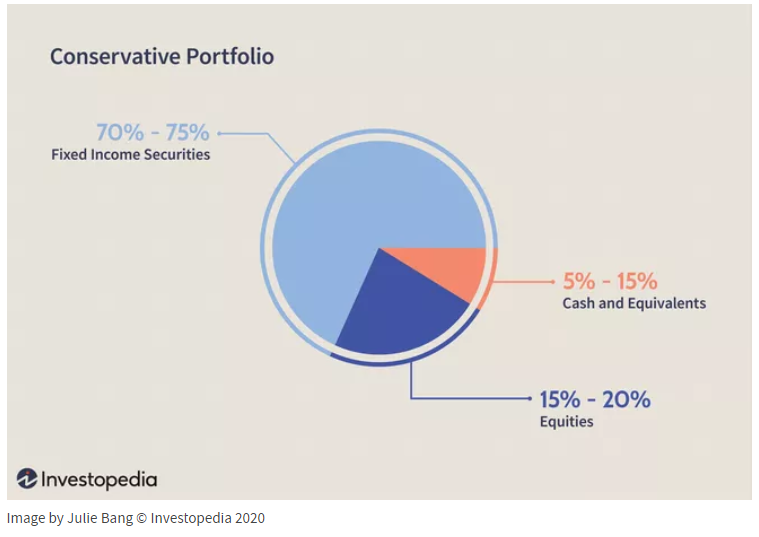 Conservative Portfolio
70% - 75%
Fixed Income Securities
5% - 15%
Cash and Equivalents
15% - 20%
Equities
Investopedia
Image by Julie Bang © Investopedia 2020